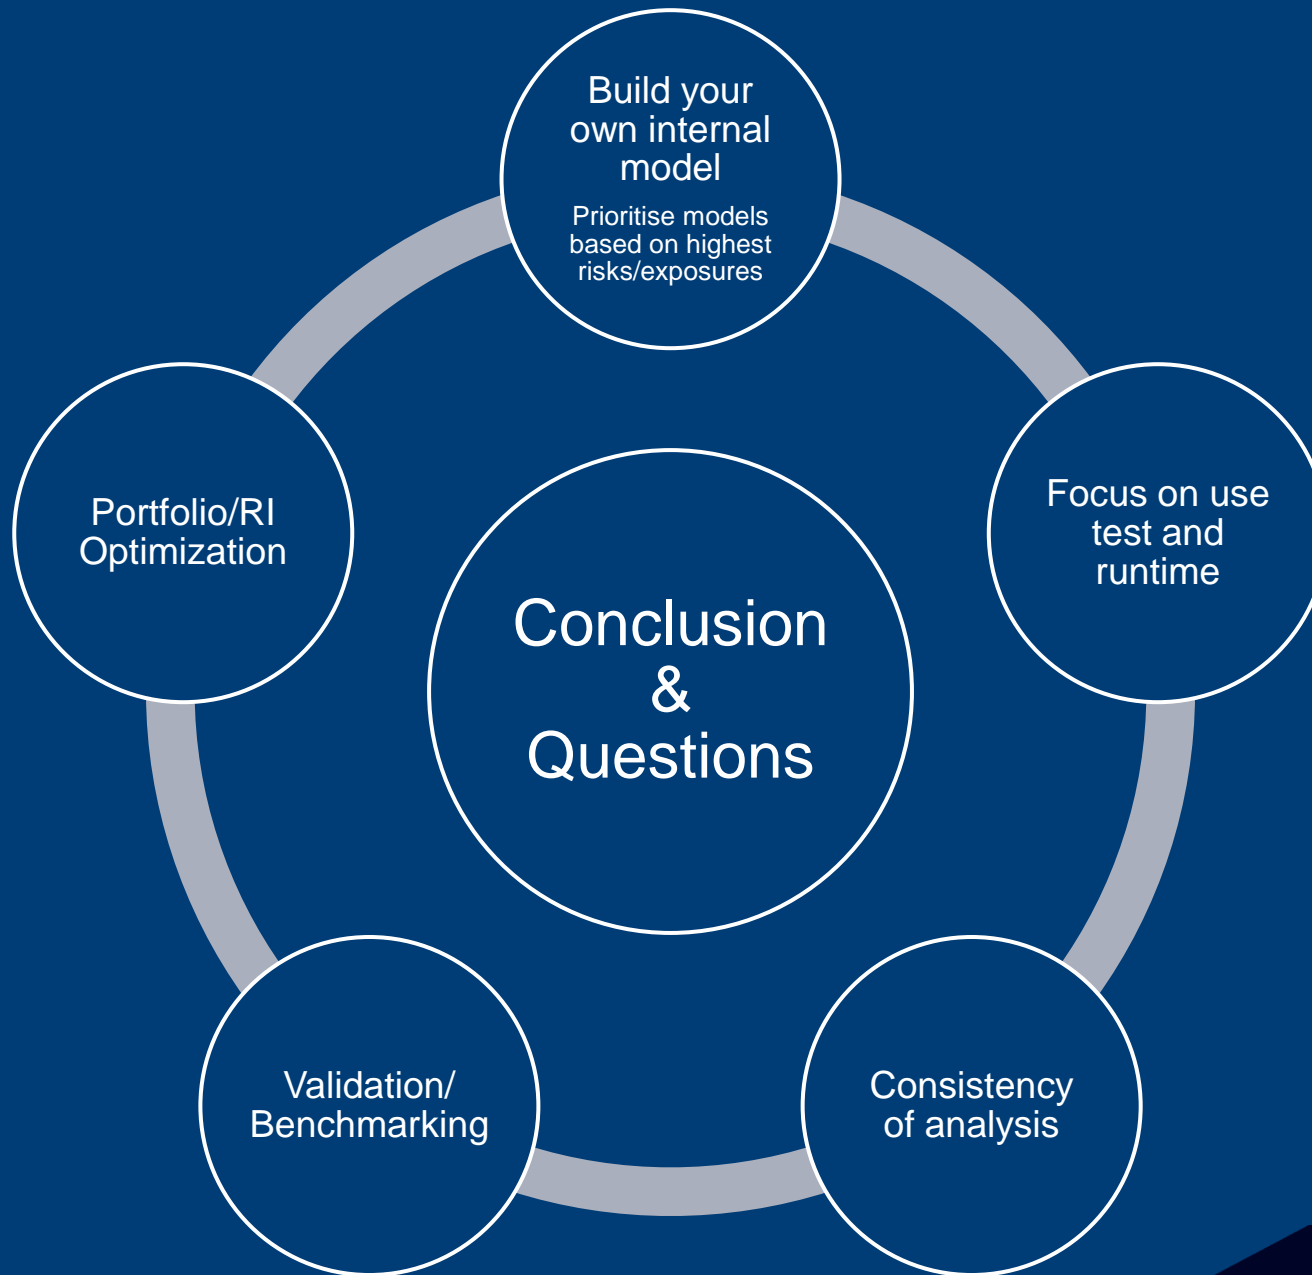 Build your
own internal
model
Prioritise models
based on highest
risks/exposures
Portfolio/RI
Optimization
Focus on use
test and
runtime
Conclusion
&
Questions
Validation/
Benchmarking
Consistency
of analysis